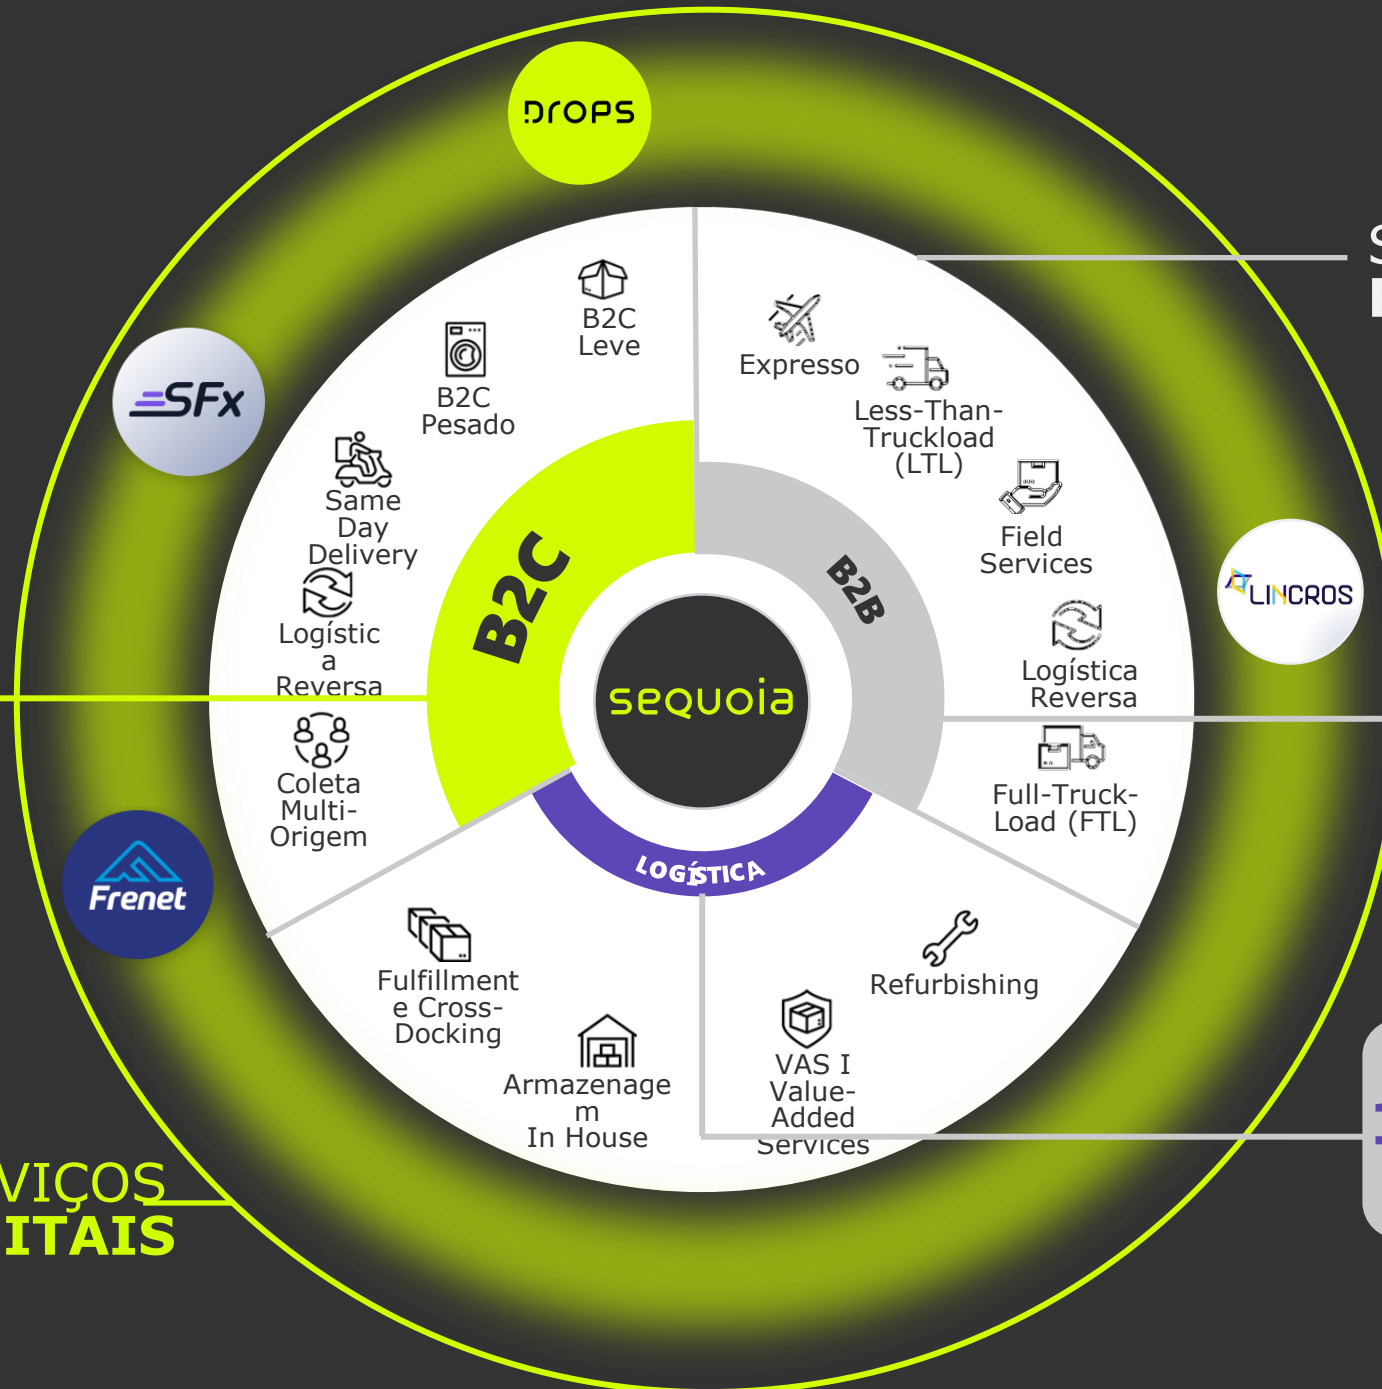 DROPS
B2C
Leve
B2C
Pesado
Expresso
Less-Than-
Truckload
(LTL)
SFx
Same
Day
Delivery
Field
Services
B2C
B2B
LINCROS
Logístic
a
Reversa
Logística
Reversa
sequoia
Coleta
Multi-
Origem
Full-Truck-
Load (FTL)
Frenet
LOGÍSTICA
Fulfillment
e Cross-
Docking
Refurbishing
Armazenage
m
In House
VAS I
Value-
Added
Services
VIÇOS
ITAIS